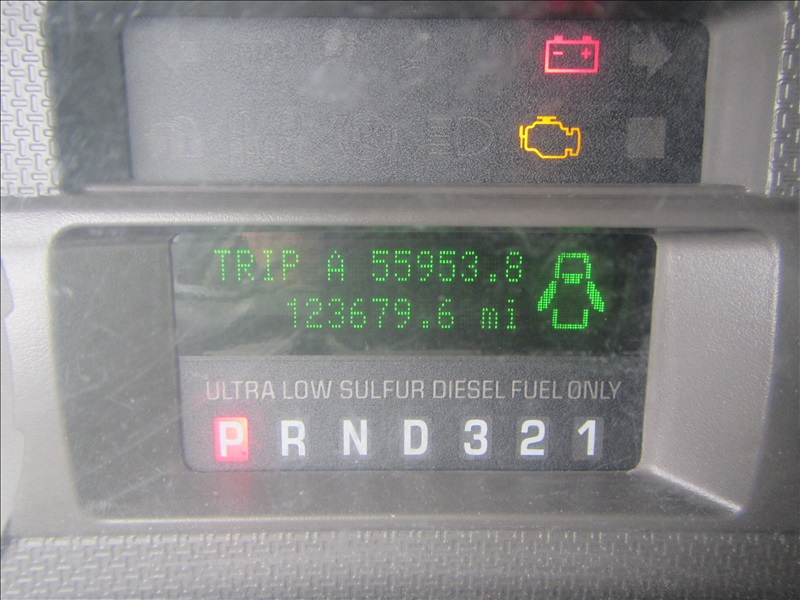 TRIP A 55953.8
123679.6 mi
ULTRA LOW SULFUR DIESEL FUEL ONLY
P R N D 3 2 1